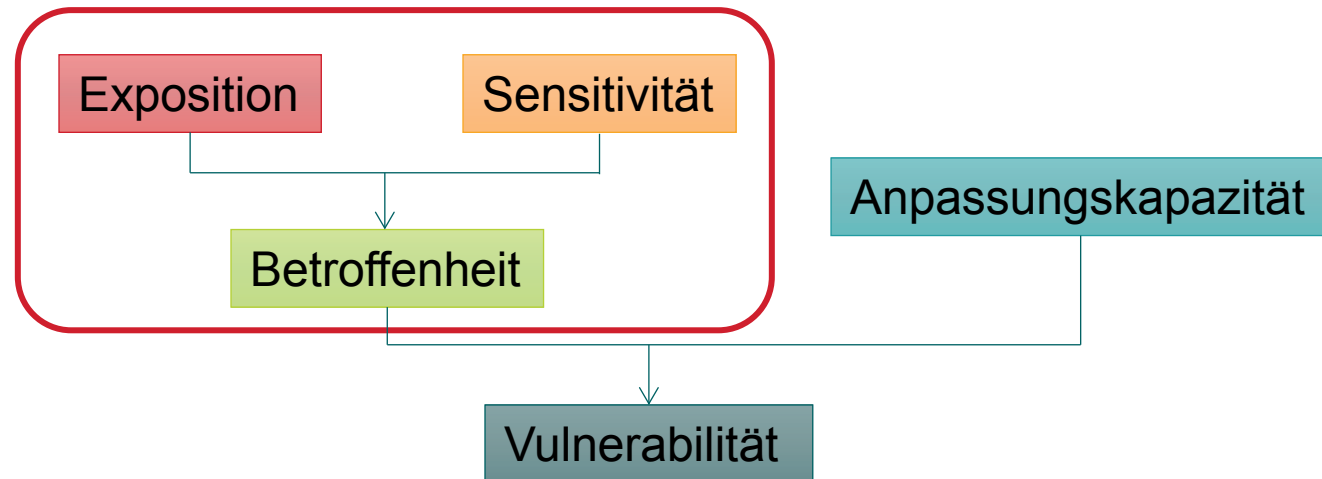 Exposition
Sensitivität
Anpassungskapazität
Betroffenheit
Vulnerabilität